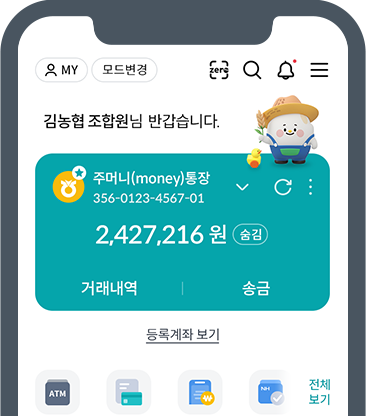 MY
모드변경
zero
김농협 조합원님 반갑습니다.
주머니(money)통장
356-0123-4567-01
2,427,216 원
숨김
거래내역
송금
등록계좌 보기
ATM
NH
전체
보기